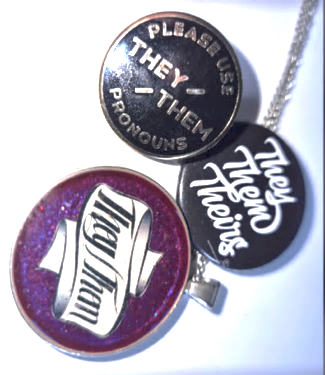 PLEASE USE
THEY
THEM
PRONOUNS
They
Them
Theirs
They Them